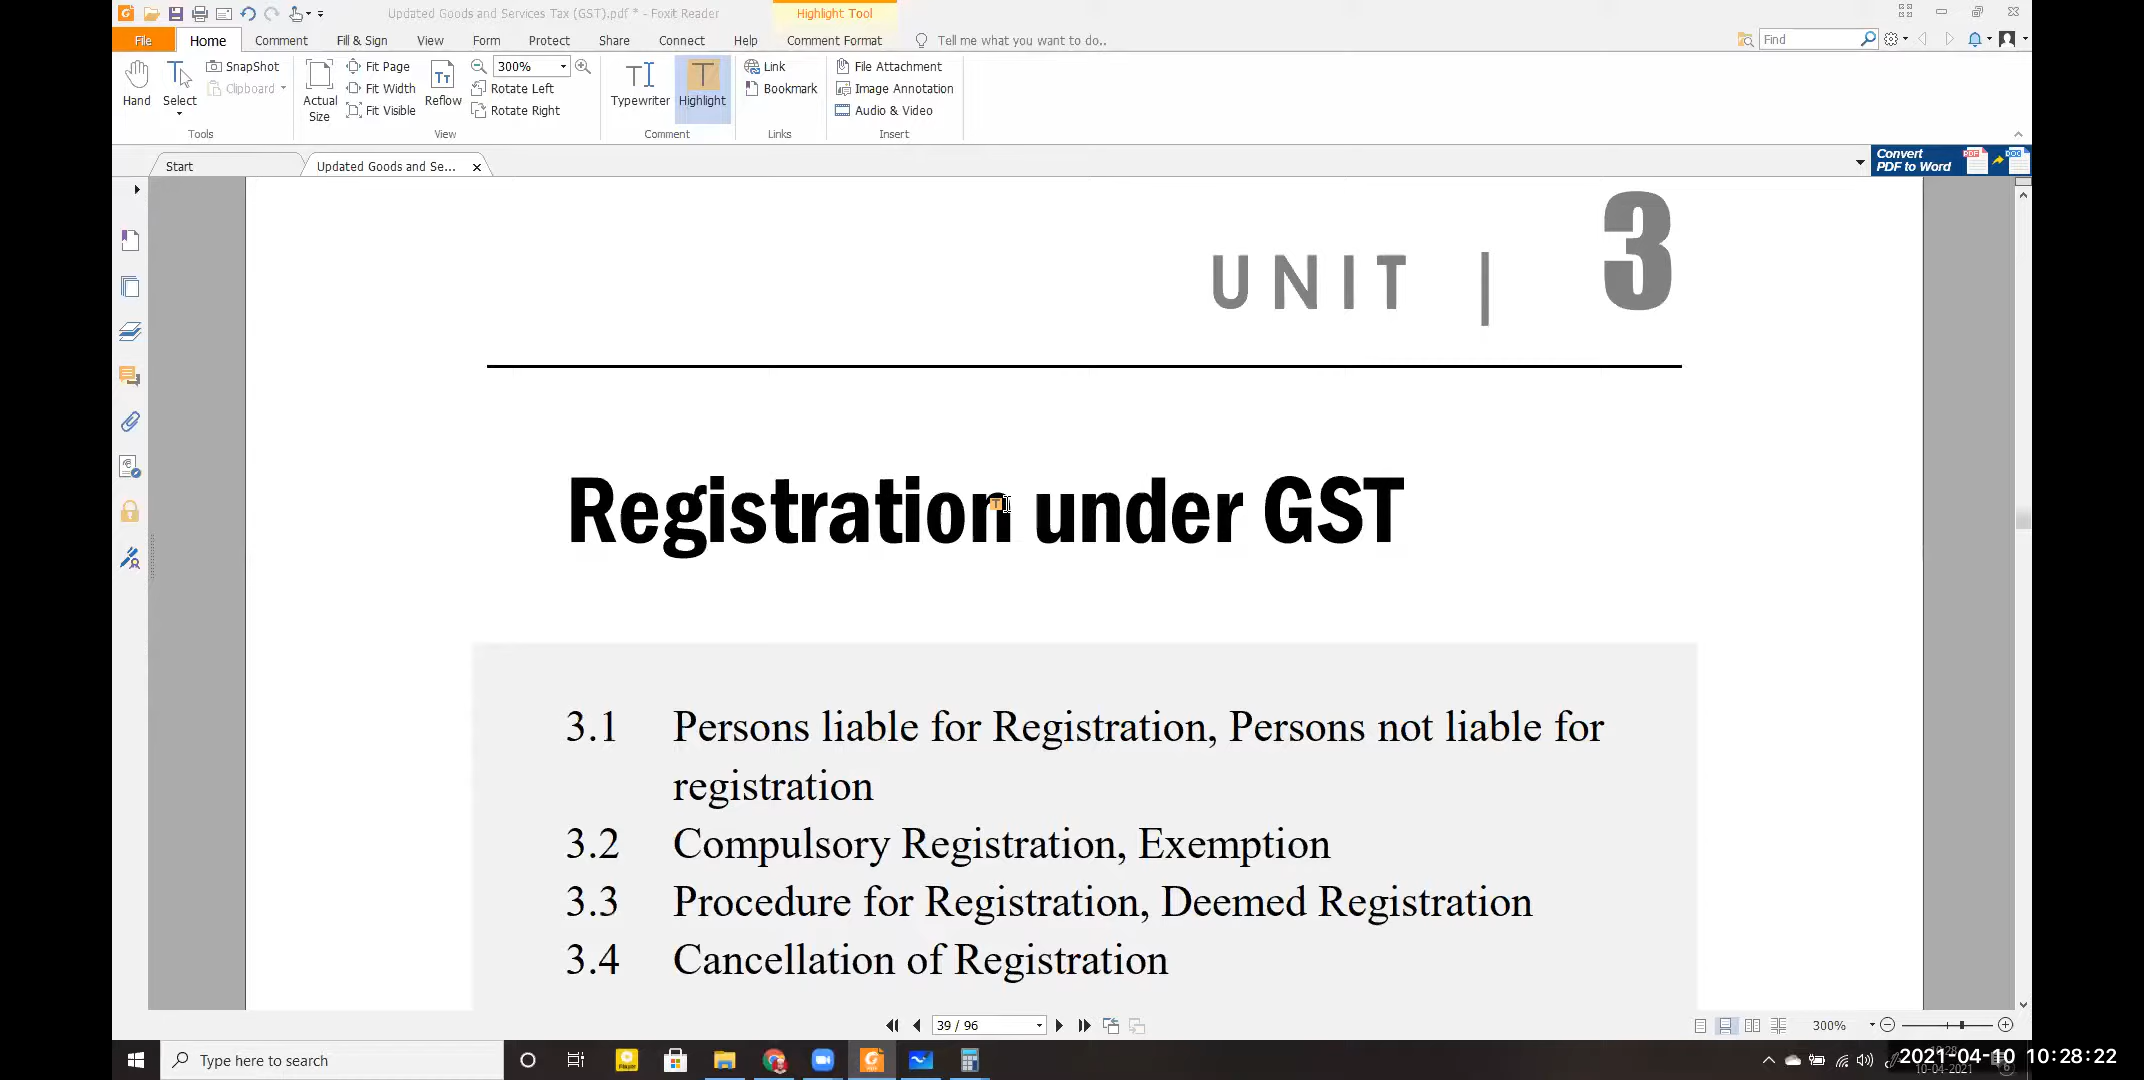 Updated Goods and Services Tax (GST).pdf * - Foxit Reader
Highlight Tool
File
Home
Comment
Fill & Sign
View
Form
Protect
Share
Connect
Help
Comment Format
Tell me what you want to do..
Find
Hand
Select
SnapShot
Clipboard
Tools
Actual
Size
Fit Page
Fit Width
Fit Visible
Reflow
300%
Rotate Left
Rotate Right
View
Typewriter
Highlight
Comment
Link
Bookmark
Links
File Attachment
Image Annotation
Audio & Video
Insert
Start
Updated Goods and Se...
Convert
PDF to Word
UNIT | 3
Registration under GST
3.1 Persons liable for Registration, Persons not liable for
registration
3.2 Compulsory Registration, Exemption
3.3 Procedure for Registration, Deemed Registration
3.4 Cancellation of Registration
39 / 96
300%
Type here to search
2021-04-10 10:28:22
10-04-2021